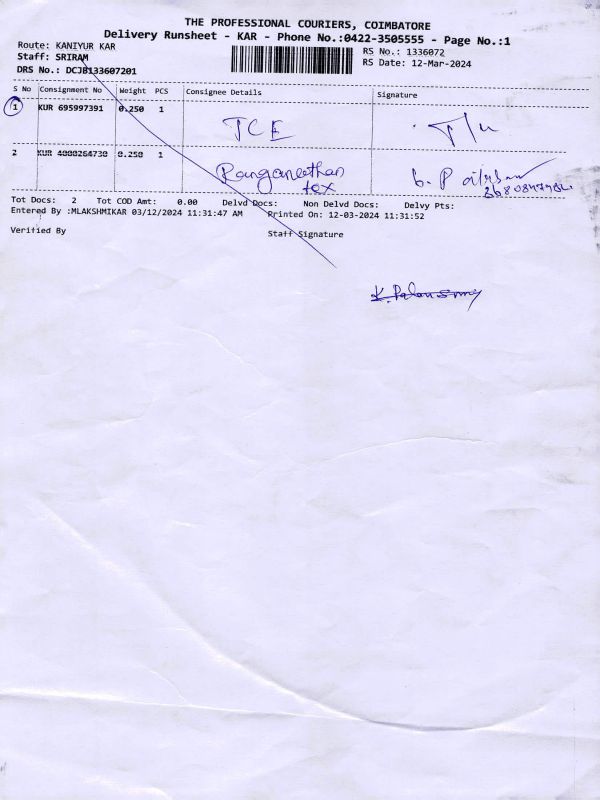 THE PROFESSIONAL COURIERS, COIMBATORE
Delivery Runsheet - KAR - Phone No.:0422-3505555 - Page No.:1
Route: KANIYUR KAR
RS No.: 1336072
Staff: SRIRAM
RS Date: 12-Mar-2024
DRS No.: DCJB133607201
S No Consignment No Weight PCS Consignee Details Signature
1 KUR 695997391 0.250 1 TCE
2 KUR 4000264730 0.250 1 Ranganeethan tex
Tot Docs: 2 Tot COD Amt: 0.00 Delvd Docs: Non Delvd Docs: Delvy Pts:
Entered By :MLAKSHMIKAR 03/12/2024 11:31:47 AM Printed On: 12-03-2024 11:31:52
Verified By Staff Signature